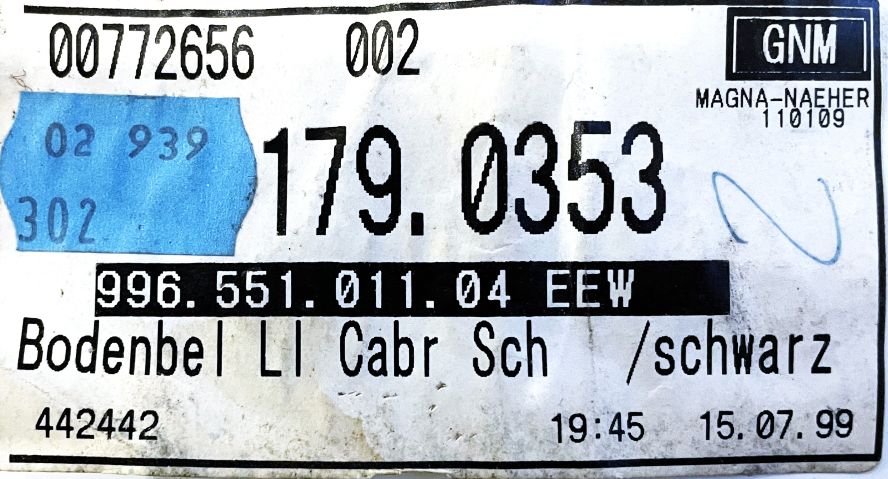 00772656 002
GNM
MAGNA-NAEHER
110109
02 939
302
179.0353
996.551.011.04 EEW
Bodenbel Ll Cabr Sch /schwarz
442442 19:45 15.07.99